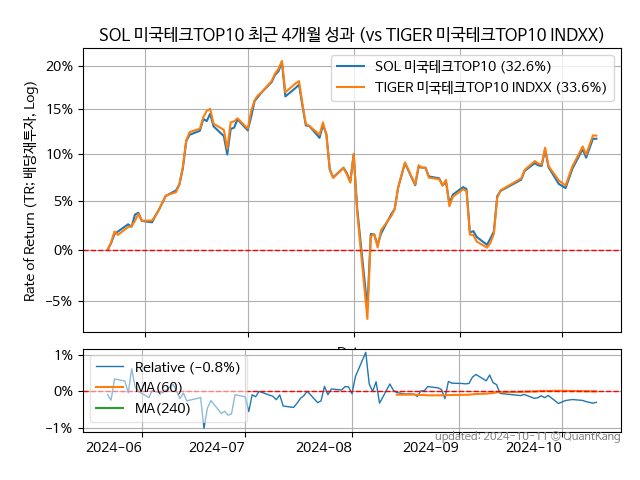 SOL 미국테크TOP10 최근 4개월 성과 (vs TIGER 미국테크TOP10 INDXX)
SOL 미국테크TOP10 (32.6%)
TIGER 미국테크TOP10 INDXX (33.6%)
Rate of Return (TR: 배당재투자, Log)
20%
15%
10%
5%
0%
−5%
Relative (−0.8%)
MA(60)
MA(240)
1%
0%
−1%
2024-06
2024-07
2024-08
2024-09
2024-10
updated: 2024-10-11 © QuantKang